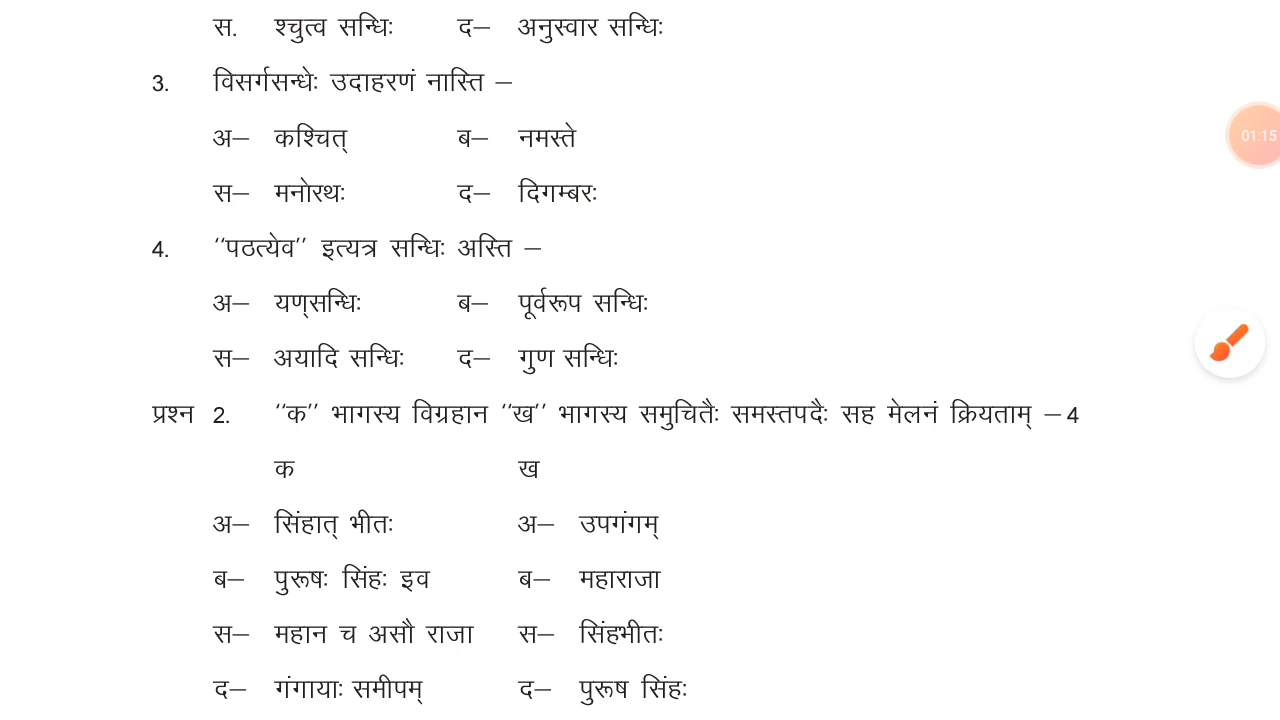 स. श्चुत्व सन्धिः द– अनुस्वार सन्धिः
3. विसर्गसन्धेः उदाहरणं नास्ति –
अ– कश्चित् ब– नमस्ते
स– मनोरथः द– दिगम्बरः
01:15
4. ‘‘पठत्येव’’ इत्यत्र सन्धिः अस्ति –
अ– यण्सन्धिः ब– पूर्वरूप सन्धिः
स– अयादि सन्धिः द– गुण सन्धिः
प्रश्न 2. ‘‘क’’ भागस्य विग्रहान ‘‘ख’’ भागस्य समुचितैः समस्तपदैः सह मेलनं क्रियताम् – 4
क ख
अ– सिंहात् भीतः अ– उपगंगम्
ब– पुरूषः सिंहः इव ब– महाराजा
स– महान च असौ राजा स– सिंहभीतः
द– गंगायाः समीपम् द– पुरूष सिंहः